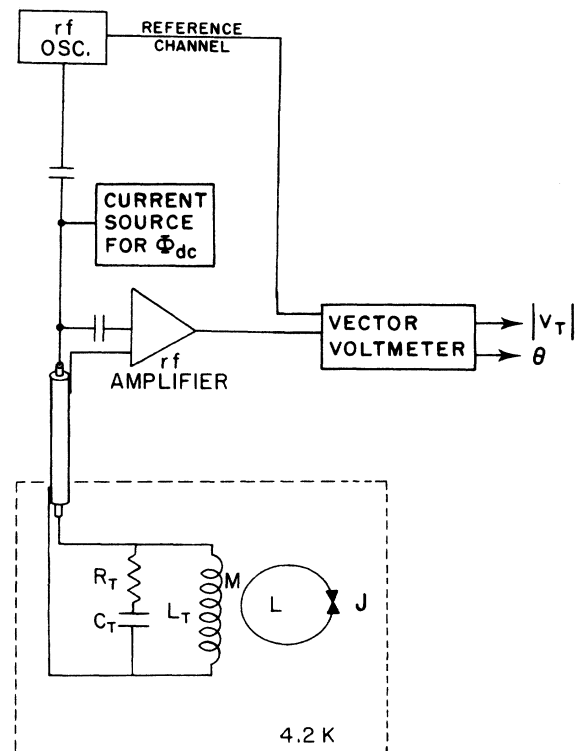 rf
OSC.
REFERENCE
CHANNEL
CURRENT
SOURCE
FOR Φdc
rf
AMPLIFIER
VECTOR
VOLTMETER
|VT|
θ
RT
CT
LT
M
L
J
4.2 K